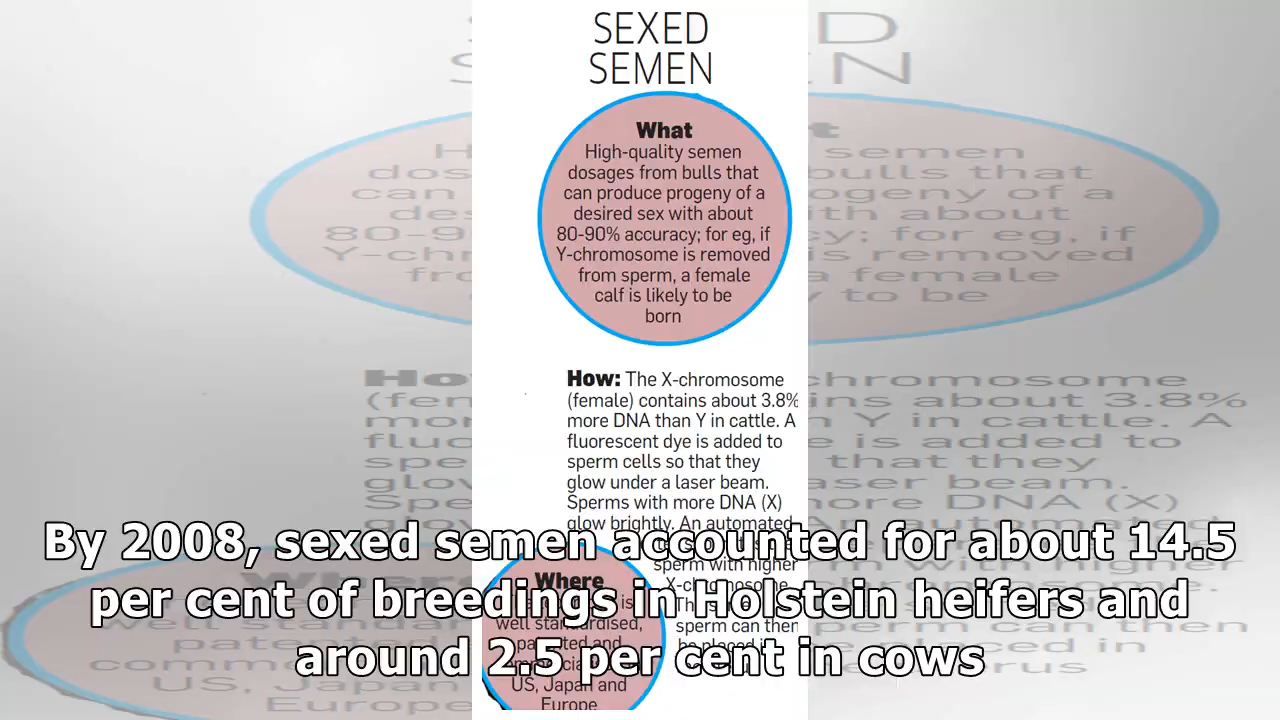 SEXED
SEMEN
What
High-quality semen
dosages from bulls that
can produce progeny of a
desired sex with about
80-90% accuracy; for eg, if
Y-chromosome is removed
from sperm, a female
calf is likely to be
born
How: The X-chromosome
(female) contains about 3.8%
more DNA than Y in cattle. A
fluorescent dye is added to
sperm cells so that they
glow under a laser beam.
Sperms with more DNA (X)
glow brightly. An automated
sperm with higher
X-chromosome
sperm can then
Where
well standardised,
US, Japan and
Europe
By 2008, sexed semen accounted for about 14.5
per cent of breedings in Holstein heifers and
around 2.5 per cent in cows